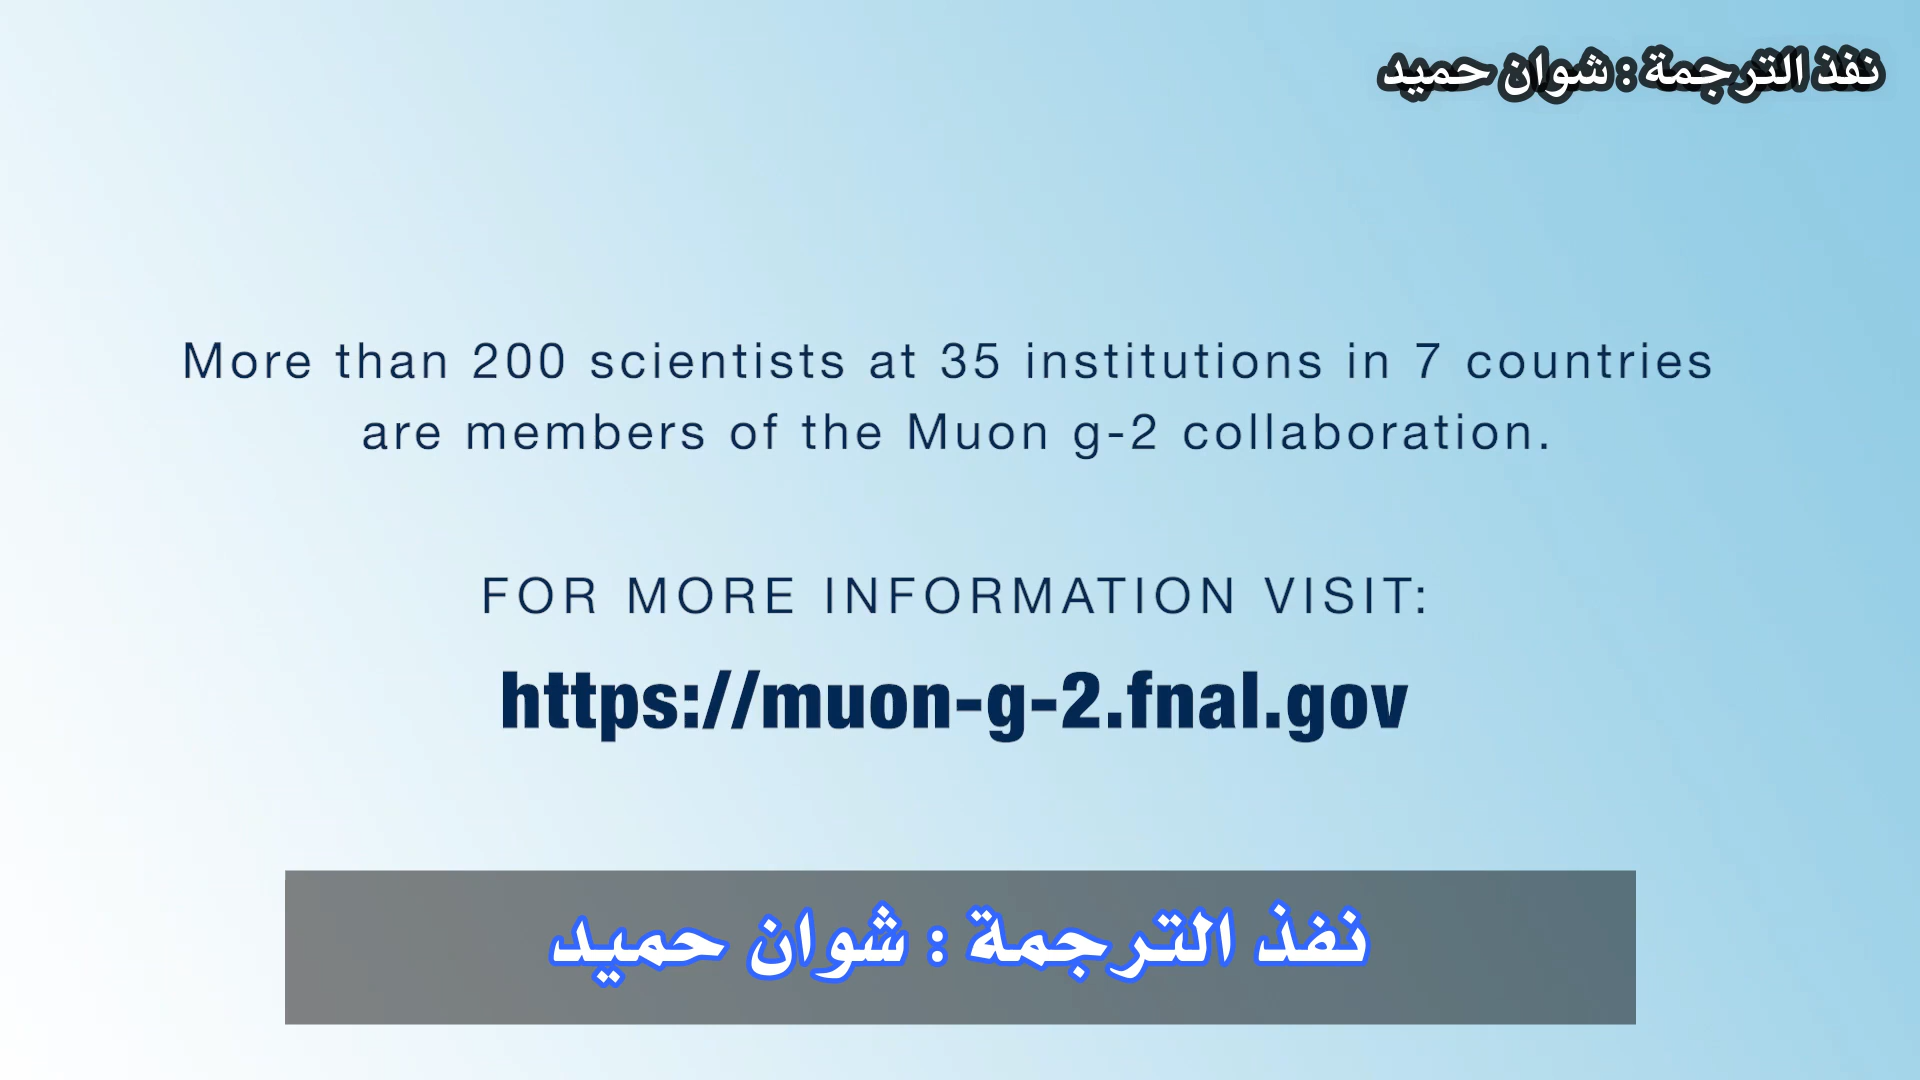 نفذ الترجمة : شوان حميد
More than 200 scientists at 35 institutions in 7 countries
are members of the Muon g-2 collaboration.
FOR MORE INFORMATION VISIT:
https://muon-g-2.fnal.gov
نفذ الترجمة : شوان حميد